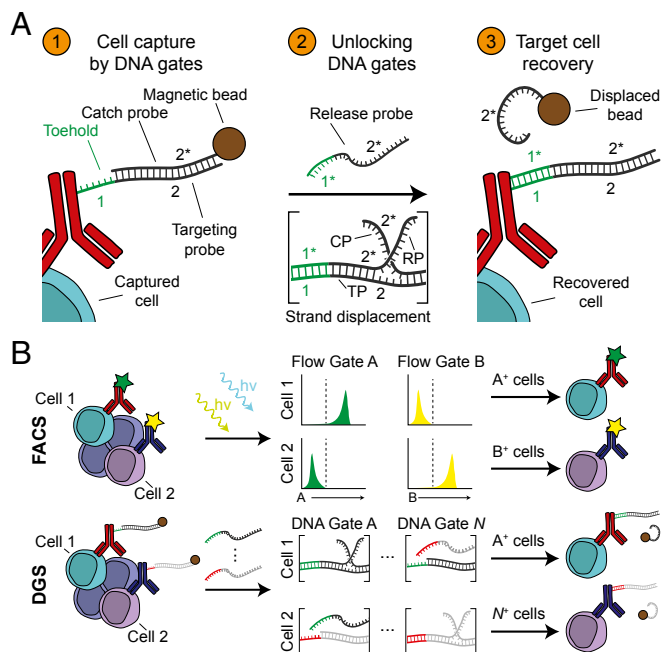 A
1
Cell capture
by DNA gates
2
Unlocking
DNA gates
3
Target cell
recovery
Magnetic bead
Catch probe
Toehold
2*
1
2
Targeting
probe
Captured
cell
Release probe
2*
1*
1*
CP
2*
2*
RP
1
TP
2
Strand displacement
2*
Displaced
bead
1*
2*
1
2
Recovered
cell
B
FACS
Cell 1
Cell 2
hν
hν
Flow Gate A
Flow Gate B
Cell 1
Cell 2
A
B
A⁺ cells
B⁺ cells
DGS
Cell 1
Cell 2
⋮
DNA Gate A
DNA Gate N
Cell 1
...
Cell 2
...
A⁺ cells
N⁺ cells